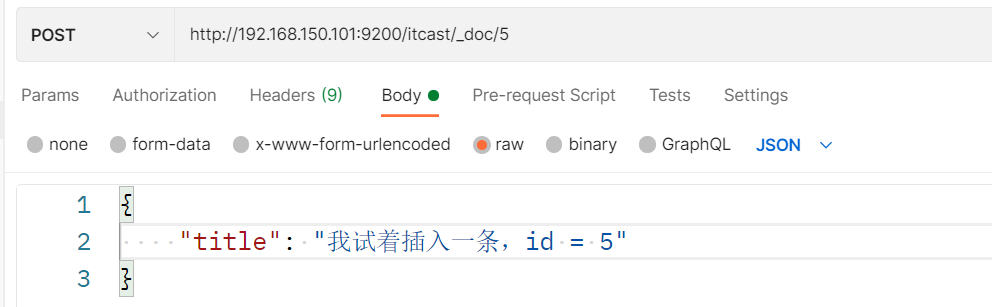 POST http://192.168.150.101:9200/itcast/_doc/5
Params Authorization Headers (9) Body Pre-request Script Tests Settings
none form-data x-www-form-urlencoded raw binary GraphQL JSON
1 {
2 "title": "我试着插入一条，id = 5"
3 }